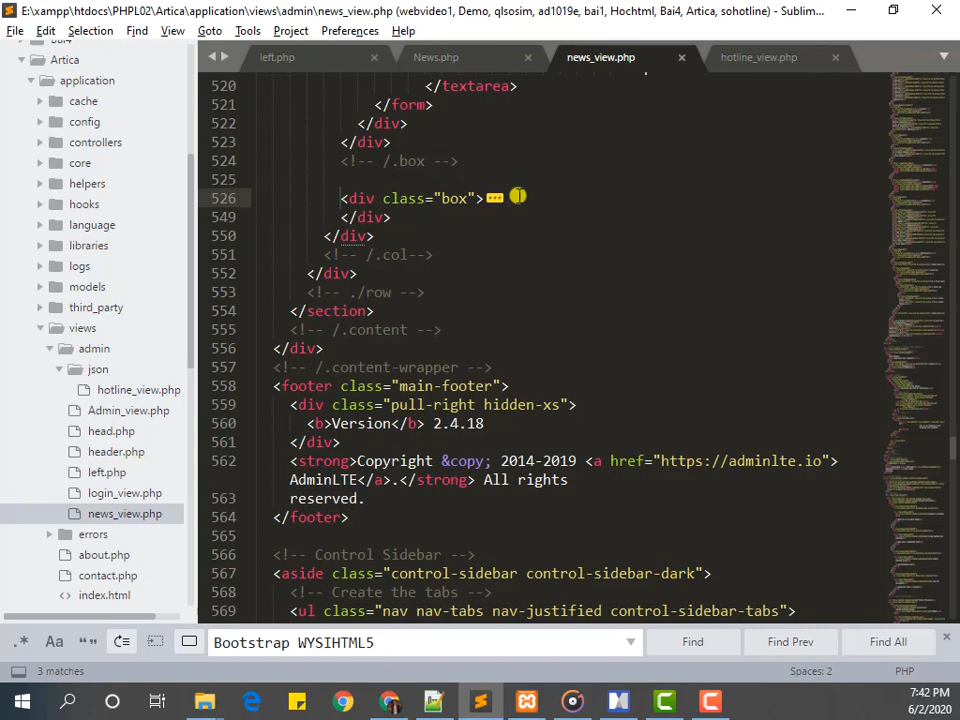 E:\xampp\htdocs\PHPL02\Artica\application\views\admin\news_view.php (webvideo1, Demo, qlsosim, ad1019e, bai1, Hochtml, Bai4, Artica, sohotline) - Sublim...
File Edit Selection Find View Goto Tools Project Preferences Help
left.php × News.php × news_view.php × hotline_view.php ×
Bai4
Artica
application
cache
config
controllers
core
helpers
hooks
language
libraries
logs
models
third_party
views
admin
json
hotline_view.php
Admin_view.php
head.php
header.php
left.php
login_view.php
news_view.php
errors
about.php
contact.php
index.html
520 </textarea>
521 </form>
522 </div>
523 </div>
524 <!-- /.box -->
525
526 <div class="box">
549 </div>
550 </div>
551 <!-- /.col-->
552 </div>
553 <!-- ./row -->
554 </section>
555 <!-- /.content -->
556 </div>
557 <!-- /.content-wrapper -->
558 <footer class="main-footer">
559 <div class="pull-right hidden-xs">
560 <b>Version</b> 2.4.18
561 </div>
562 <strong>Copyright &copy; 2014-2019 <a href="https://adminlte.io">
AdminLTE</a>.</strong> All rights
563 reserved.
564 </footer>
565
566 <!-- Control Sidebar -->
567 <aside class="control-sidebar control-sidebar-dark">
568 <!-- Create the tabs -->
569 <ul class="nav nav-tabs nav-justified control-sidebar-tabs">
.* Aa “” Bootstrap WYSIHTML5 Find Find Prev Find All ×
3 matches Spaces: 2 PHP
7:42 PM
6/2/2020